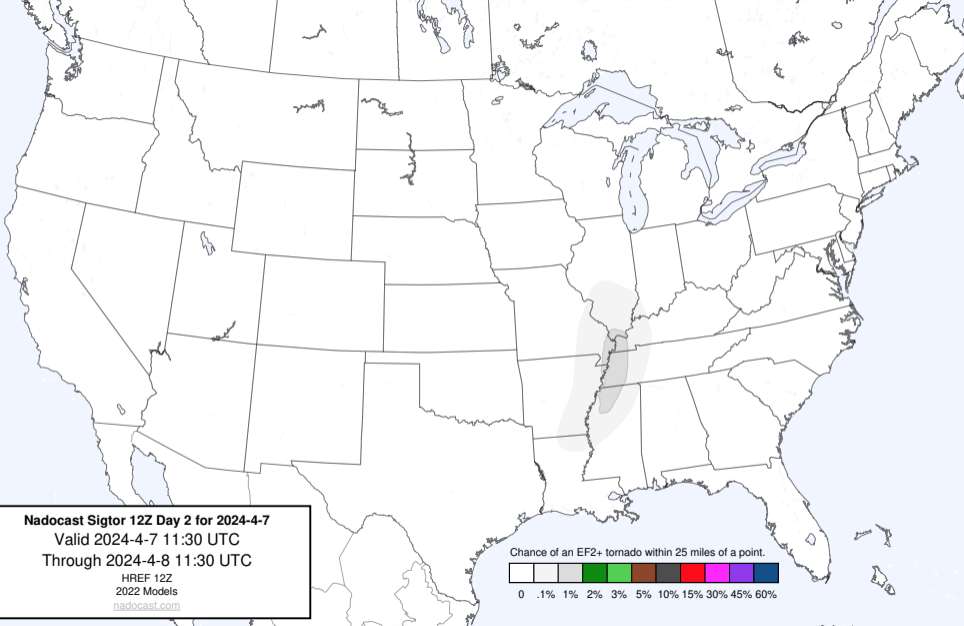 Nadocast Sigtor 12Z Day 2 for 2024-4-7
Valid 2024-4-7 11:30 UTC
Through 2024-4-8 11:30 UTC
HREF 12Z
2022 Models
nadocast.com
Chance of an EF2+ tornado within 25 miles of a point.
0 .1% 1% 2% 3% 5% 10% 15% 30% 45% 60%